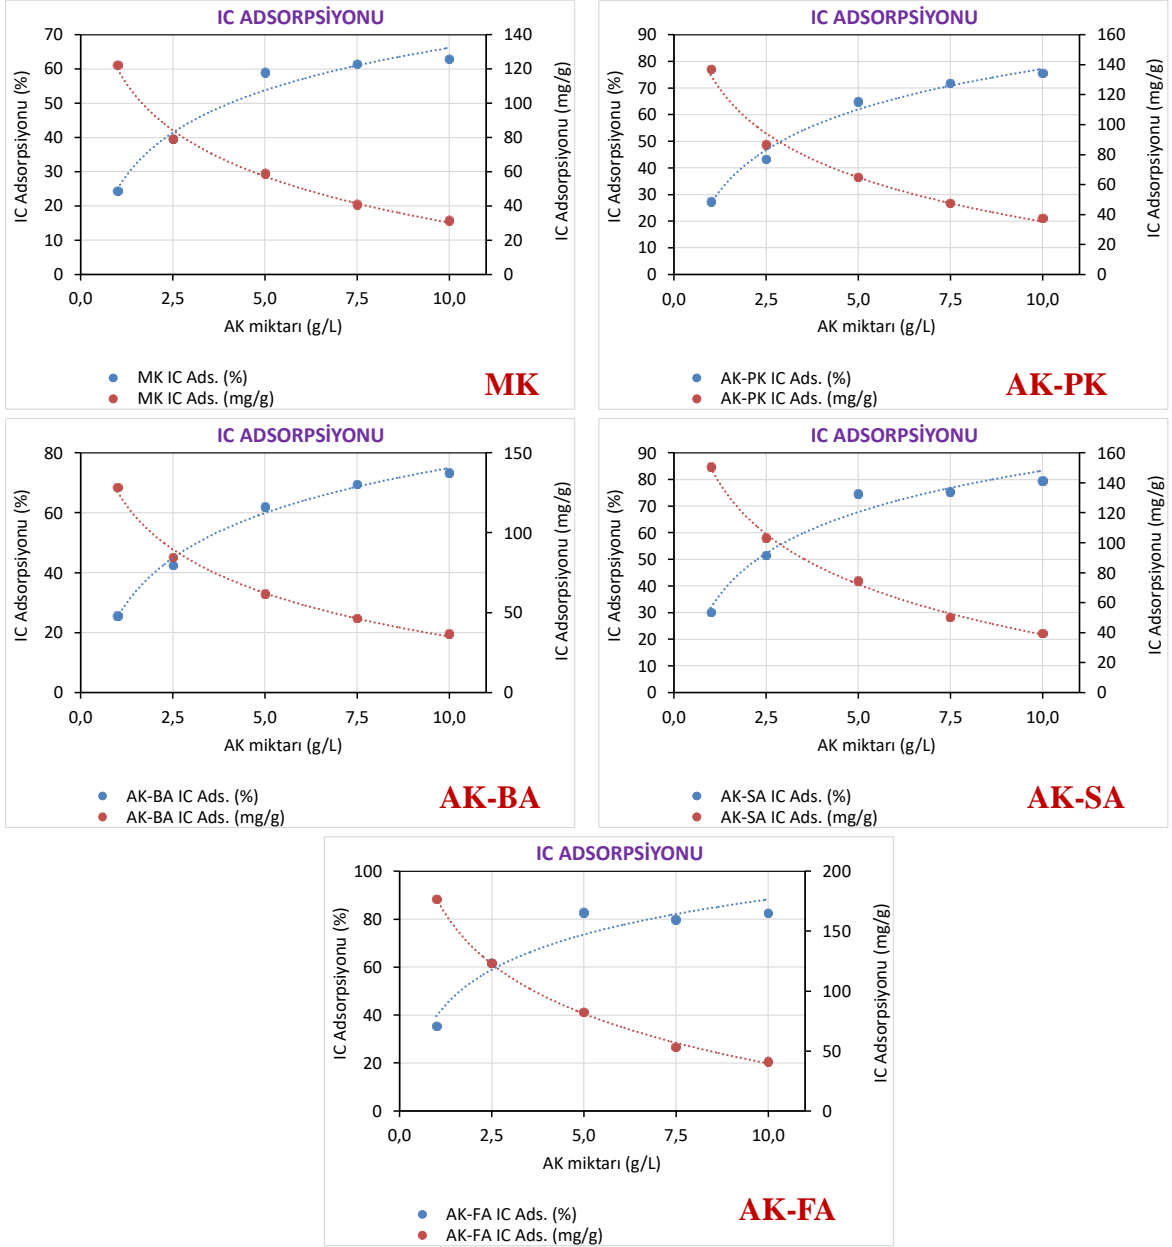 IC ADSORPSİYONU
IC Adsorpsiyonu (%)
70
60
50
40
30
20
10
0
140
120
100
80
60
40
20
0
IC Adsorpsiyonu (mg/g)
0,0 2,5 5,0 7,5 10,0
AK miktarı (g/L)
MK IC Ads. (%)
MK IC Ads. (mg/g)
MK
IC ADSORPSİYONU
IC Adsorpsiyonu (%)
90
80
70
60
50
40
30
20
10
0
160
140
120
100
80
60
40
20
0
IC Adsorpsiyonu (mg/g)
0,0 2,5 5,0 7,5 10,0
AK miktarı (g/L)
AK-PK IC Ads. (%)
AK-PK IC Ads. (mg/g)
AK-PK
IC ADSORPSİYONU
IC Adsorpsiyonu (%)
80
60
40
20
0
150
100
50
0
IC Adsorpsiyonu (mg/g)
0,0 2,5 5,0 7,5 10,0
AK miktarı (g/L)
AK-BA IC Ads. (%)
AK-BA IC Ads. (mg/g)
AK-BA
IC ADSORPSİYONU
IC Adsorpsiyonu (%)
90
80
70
60
50
40
30
20
10
0
160
140
120
100
80
60
40
20
0
IC Adsorpsiyonu (mg/g)
0,0 2,5 5,0 7,5 10,0
AK miktarı (g/L)
AK-SA IC Ads. (%)
AK-SA IC Ads. (mg/g)
AK-SA
IC ADSORPSİYONU
IC Adsorpsiyonu (%)
100
80
60
40
20
0
200
150
100
50
0
IC Adsorpsiyonu (mg/g)
0,0 2,5 5,0 7,5 10,0
AK miktarı (g/L)
AK-FA IC Ads. (%)
AK-FA IC Ads. (mg/g)
AK-FA